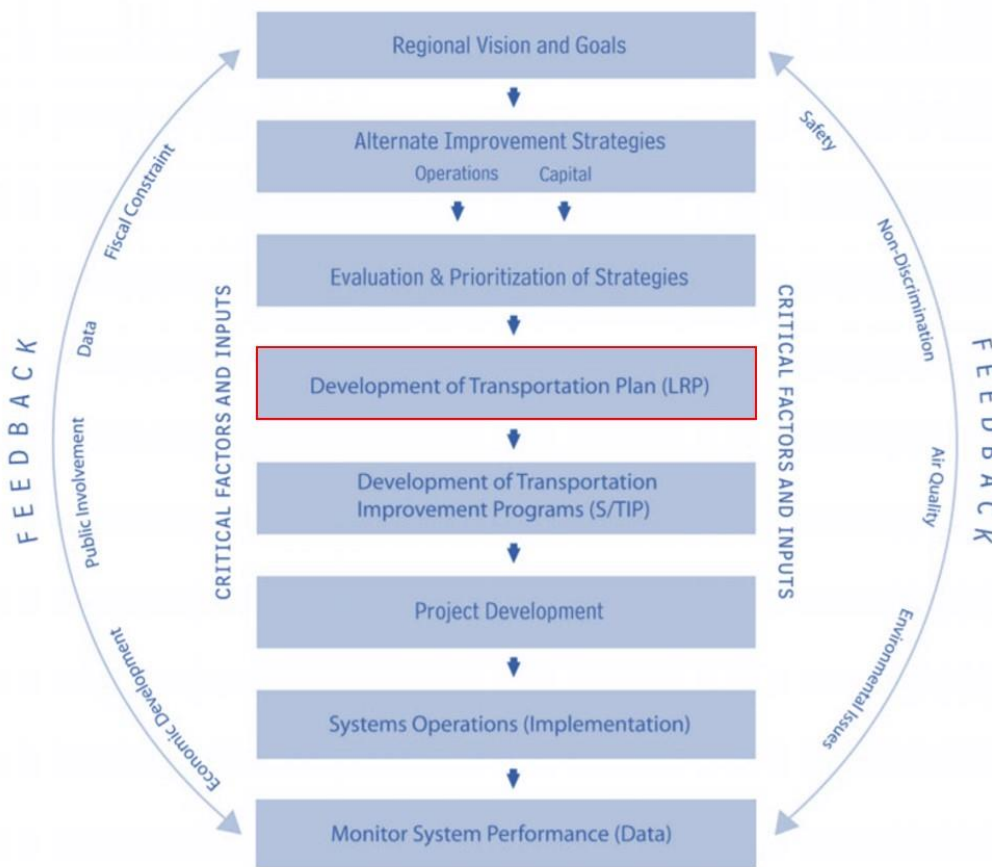 Regional Vision and Goals
Alternate Improvement Strategies
Operations Capital
Evaluation & Prioritization of Strategies
Development of Transportation Plan (LRP)
Development of Transportation
Improvement Programs (S/TIP)
Project Development
Systems Operations (Implementation)
Monitor System Performance (Data)
FEEDBACK
Fiscal Constraint
Data
Public Involvement
Economic Development
CRITICAL FACTORS AND INPUTS
CRITICAL FACTORS AND INPUTS
Safety
Non-Discrimination
Air Quality
Environmental Issues
FEEDBACK